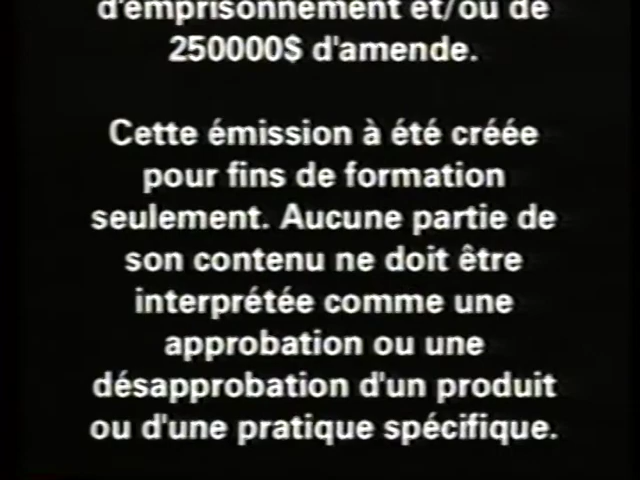 d'emprisonnement et/ou de
250000$ d'amende.
Cette émission à été créée
pour fins de formation
seulement. Aucune partie de
son contenu ne doit être
interprétée comme une
approbation ou une
désapprobation d'un produit
ou d'une pratique spécifique.